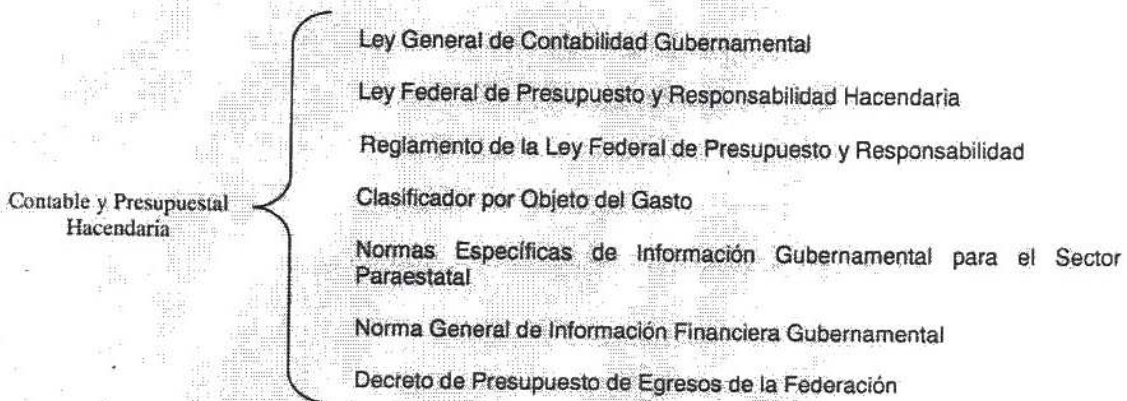 Ley General de Contabilidad Gubernamental
Ley Federal de Presupuesto y Responsabilidad Hacendaria
Reglamento de la Ley Federal de Presupuesto y Responsabilidad
Contable y Presupuestal
Hacendaria
Clasificador por Objeto del Gasto
Normas Específicas de Información Gubernamental para el Sector
Paraestatal
Norma General de Información Financiera Gubernamental
Decreto de Presupuesto de Egresos de la Federación